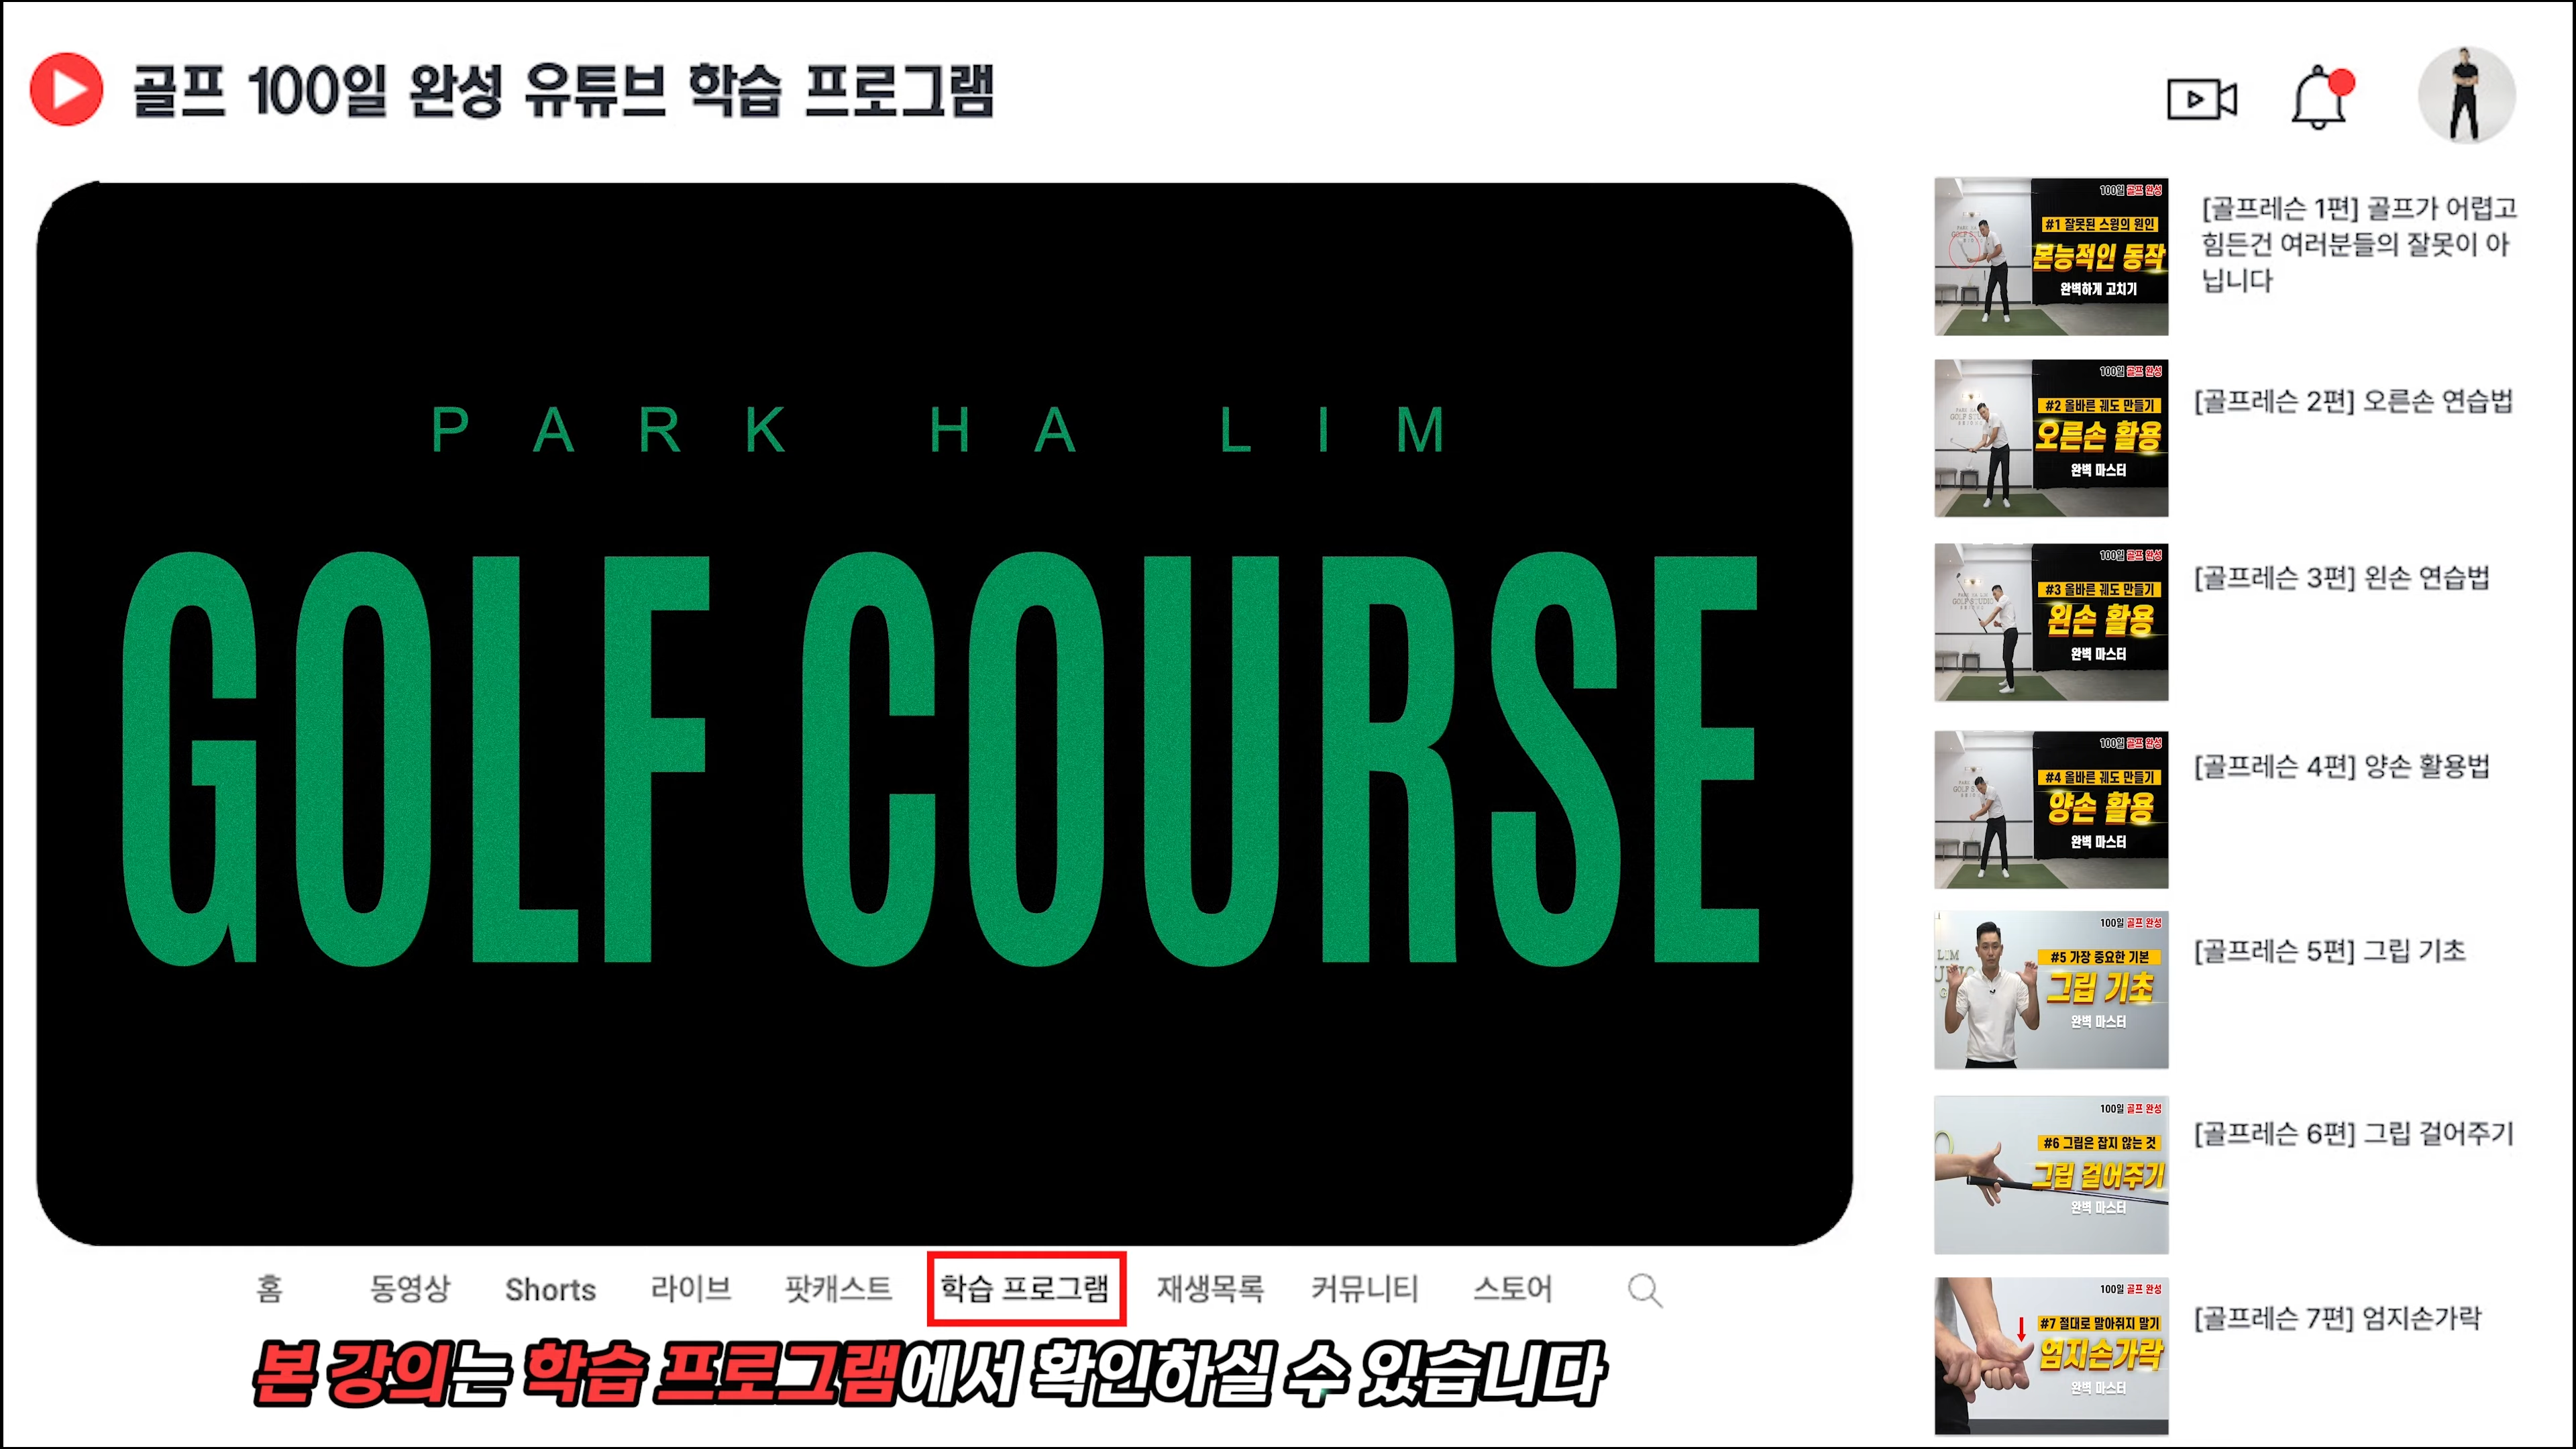 골프 100일 완성 유튜브 학습 프로그램
PARK HA LIM
GOLF COURSE
홈 동영상 Shorts 라이브 팟캐스트 학습 프로그램 재생목록 커뮤니티 스토어
본 강의는 학습 프로그램에서 확인하실 수 있습니다
100일 골프 완성
#1 잘못된 스윙의 원인
본능적인 동작
완벽하게 고치기
[골프레슨 1편] 골프가 어렵고
힘든건 여러분들의 잘못이 아
닙니다
100일 골프 완성
#2 올바른 궤도 만들기
오른손 활용
완벽 마스터
[골프레슨 2편] 오른손 연습법
100일 골프 완성
#3 올바른 궤도 만들기
왼손 활용
완벽 마스터
[골프레슨 3편] 왼손 연습법
100일 골프 완성
#4 올바른 궤도 만들기
양손 활용
완벽 마스터
[골프레슨 4편] 양손 활용법
100일 골프 완성
#5 가장 중요한 기본
그립 기초
완벽 마스터
[골프레슨 5편] 그립 기초
100일 골프 완성
#6 그립은 잡지 않는 것
그립 걸어주기
완벽 마스터
[골프레슨 6편] 그립 걸어주기
100일 골프 완성
#7 절대로 말아쥐지 말기
엄지손가락
완벽 마스터
[골프레슨 7편] 엄지손가락